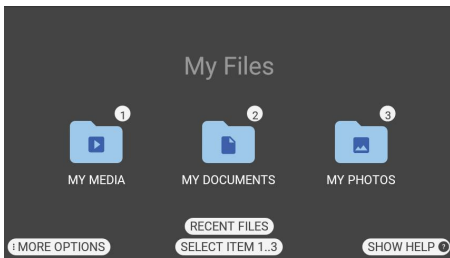 My Files
1 2 3
MY MEDIA MY DOCUMENTS MY PHOTOS
RECENT FILES
⁝ MORE OPTIONS SELECT ITEM 1..3 SHOW HELP ?